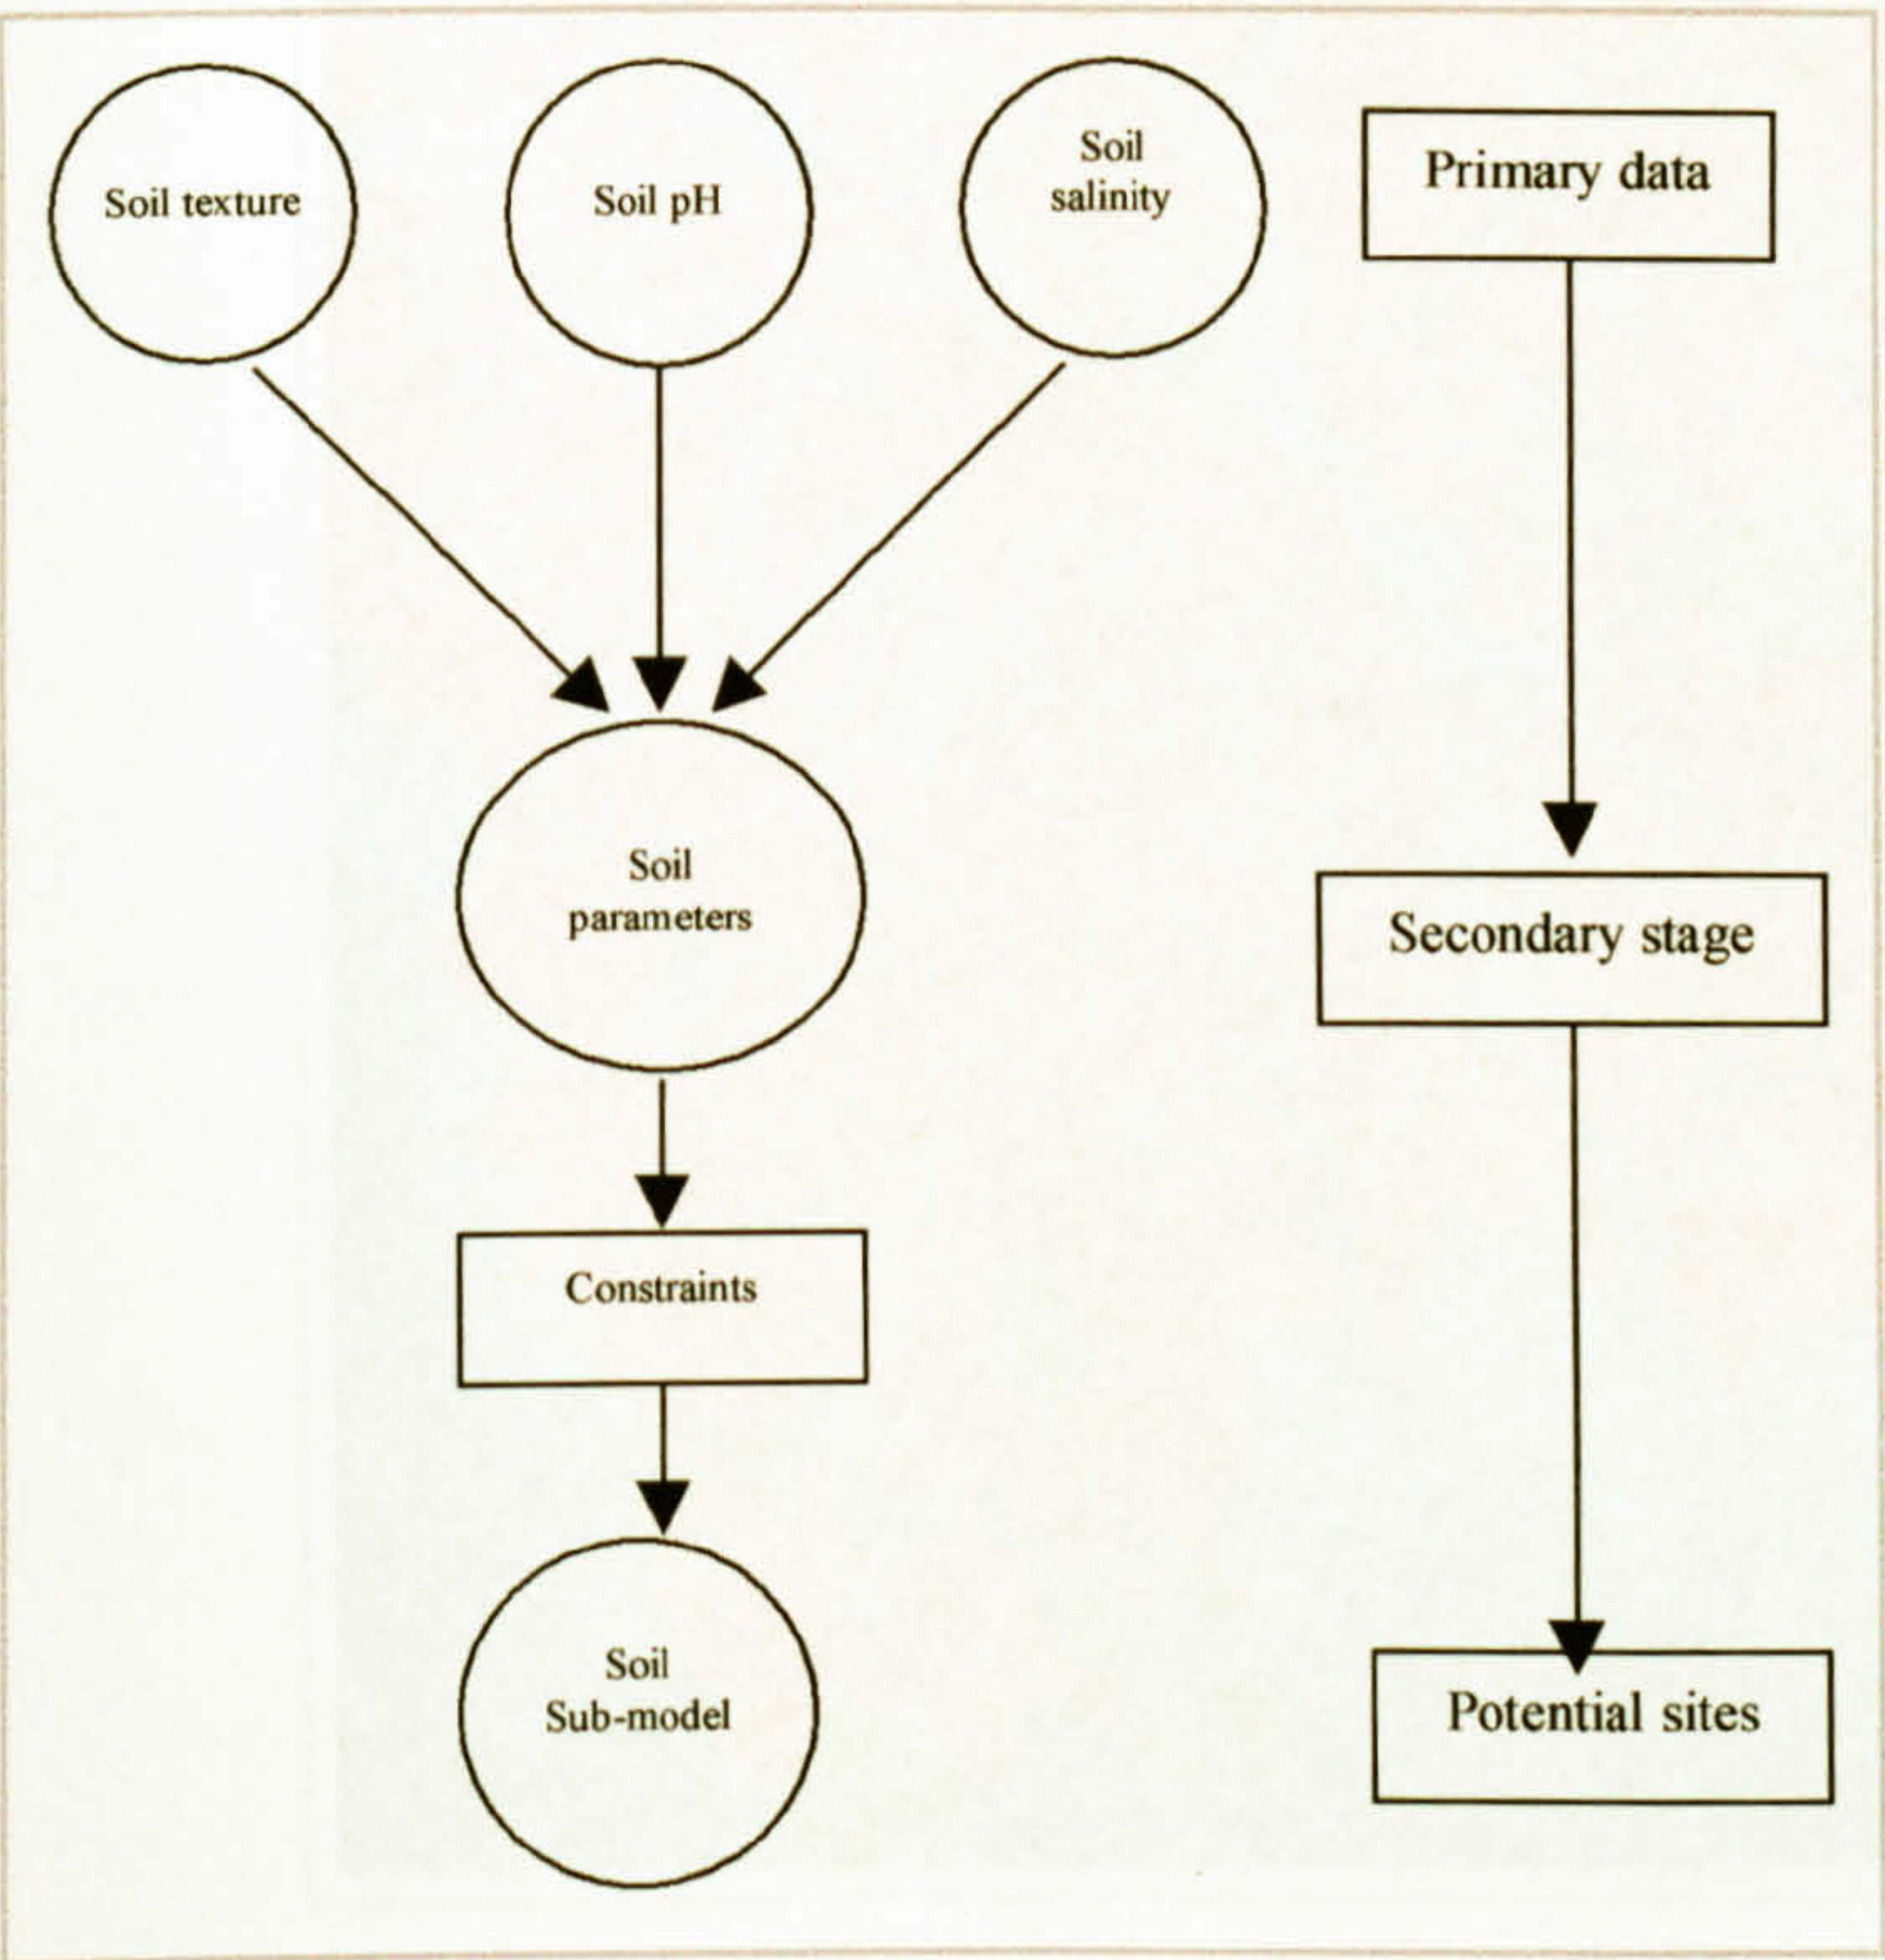 Soil texture
Soil pH
Soil
salinity
Primary data
Soil
parameters
Secondary stage
Constraints
Soil
Sub-model
Potential sites